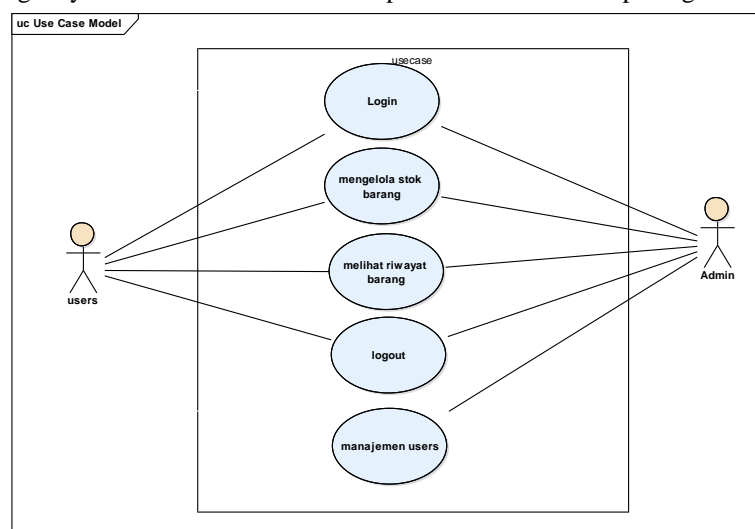 uc Use Case Model
usecase
Login
mengelola stok
barang
melihat riwayat
barang
logout
manajemen users
users
Admin